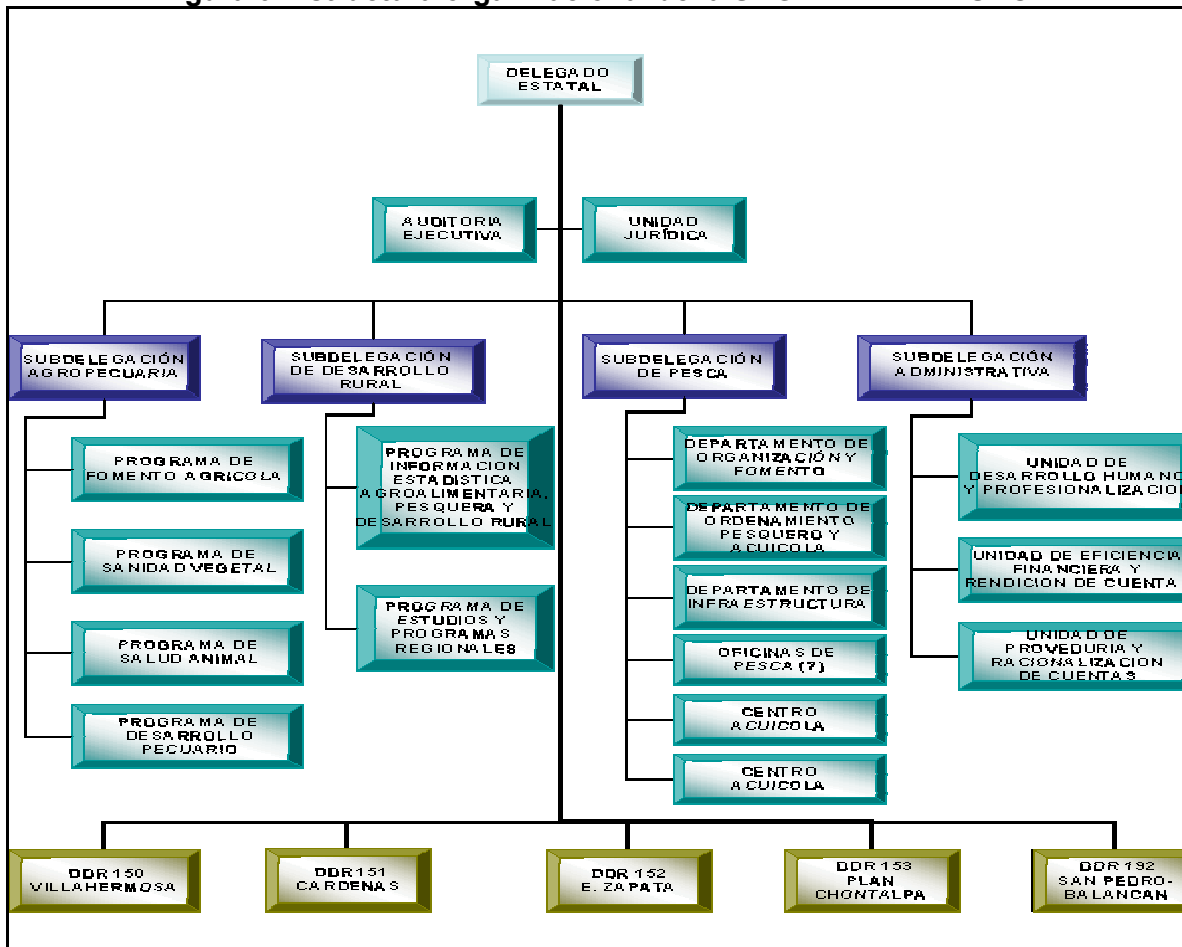 DELEGADO
ESTATAL
AUDITORIA
EJECUTIVA
UNIDAD
JURÍDICA
SUBDELEGACIÓN
AGROPECUARIA
SUBDELEGACIÓN
DE DESARROLLO
RURAL
SUBDELEGACIÓN
DE PESCA
SUBDELEGACIÓN
ADMINISTRATIVA
PROGRAMA DE
FOMENTO AGRICOLA
PROGRAMA DE
SANIDAD VEGETAL
PROGRAMA DE
SALUD ANIMAL
PROGRAMA DE
DESARROLLO
PECUARIO
PROGRAMA DE
INFORMACION
ESTADISTICA
AGROALIMENTARIA,
PESQUERA Y
DESARROLLO RURAL
PROGRAMA DE
ESTUDIOS Y
PROGRAMAS
REGIONALES
DEPARTAMENTO DE
ORGANIZACIÓN Y
FOMENTO
DEPARTAMENTO DE
ORDENAMIENTO
PESQUERO Y
ACUICOLA
DEPARTAMENTO DE
INFRAESTRUCTURA
OFICINAS DE
PESCA (7)
CENTRO
ACUICOLA
CENTRO
ACUICOLA
UNIDAD DE
DESARROLLO HUMANO
Y PROFESIONALIZACIO
UNIDAD DE EFICIENCIA
FINANCIERA Y
RENDICION DE CUENTA
UNIDAD DE
PROVEDURIA Y
RACIONALIZACION
DE CUENTAS
DDR 150
VILLAHERMOSA
DDR 151
CARDENAS
DDR 152
E. ZAPATA
DDR 153
PLAN
CHONTALPA
DDR 192
SAN PEDRO-
BALANCAN